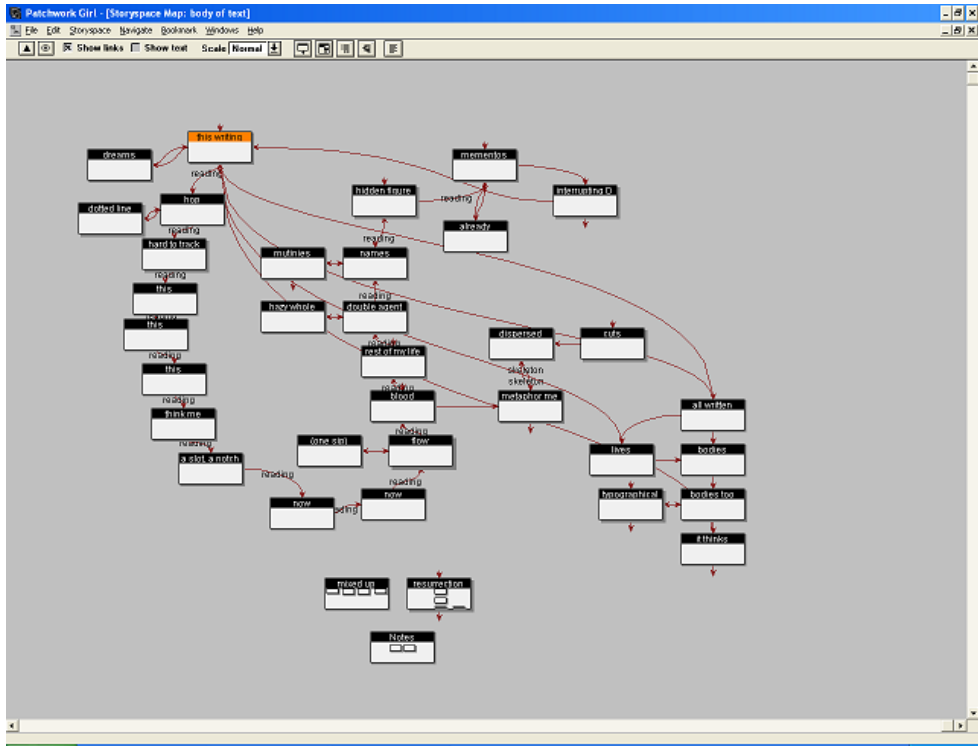 Patchwork Girl - [Storyspace Map: body of text]
File Edit Storyspace Navigate Bookmark Windows Help
Show links Show text Scale Normal
this writing
dreams
mementos
reading
hidden figure
interrupting D
hop
reading
dotted line
already
reading
reading
hard to track
mutinies
names
reading
this
reading
hazy whole
double agent
this
dispersed
cuts
reading
reading
rest of my life
this
skeleton
skeleton
reading
blood
metaphor me
reading
all written
think me
reading
reading
(one sip)
flow
lives
bodies
a slot, a notch
reading
reading
now
now
typographical
bodies too
it thinks
mixed up
resurrection
Notes